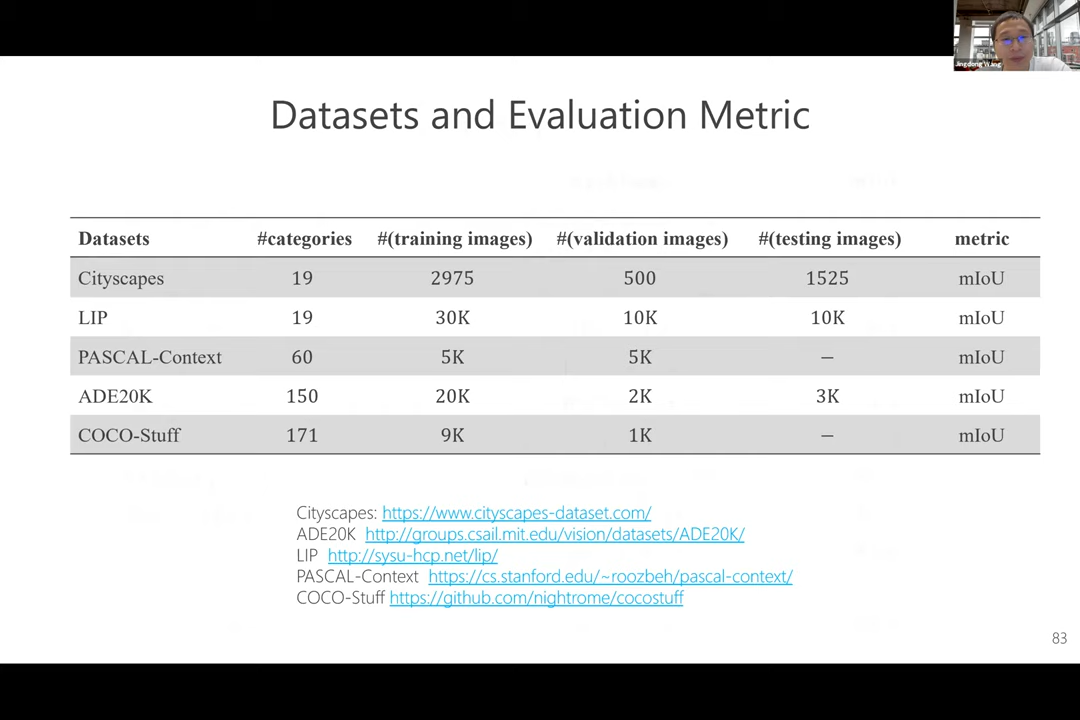 Jingdong Wang
Datasets and Evaluation Metric
Datasets #categories #(training images) #(validation images) #(testing images) metric
Cityscapes 19 2975 500 1525 mIoU
LIP 19 30K 10K 10K mIoU
PASCAL-Context 60 5K 5K – mIoU
ADE20K 150 20K 2K 3K mIoU
COCO-Stuff 171 9K 1K – mIoU
Cityscapes: https://www.cityscapes-dataset.com/
ADE20K http://groups.csail.mit.edu/vision/datasets/ADE20K/
LIP http://sysu-hcp.net/lip/
PASCAL-Context https://cs.stanford.edu/~roozbeh/pascal-context/
COCO-Stuff https://github.com/nightrome/cocostuff
83